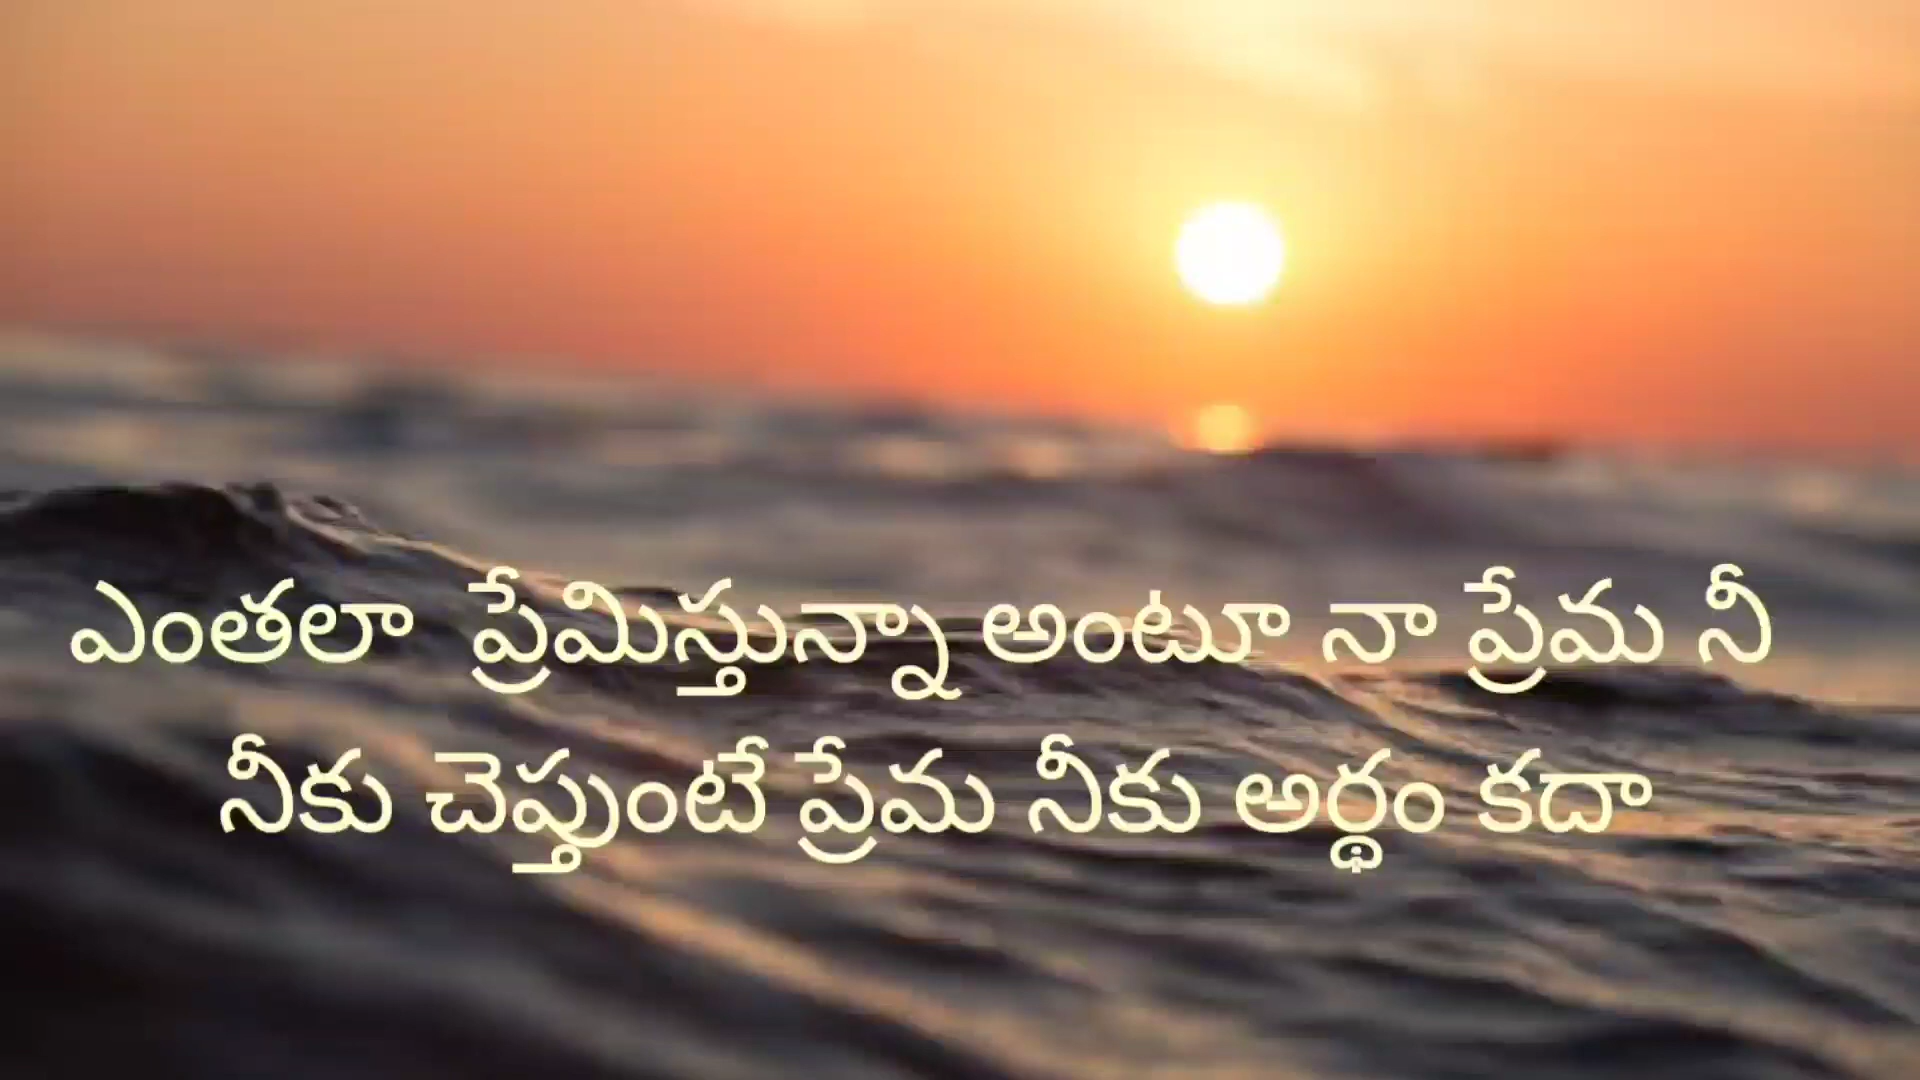 ఎంతలా ప్రేమిస్తున్నా అంటూ నా ప్రేమ నీ
నీకు చెప్తుంటే ప్రేమ నీకు అర్థం కదా